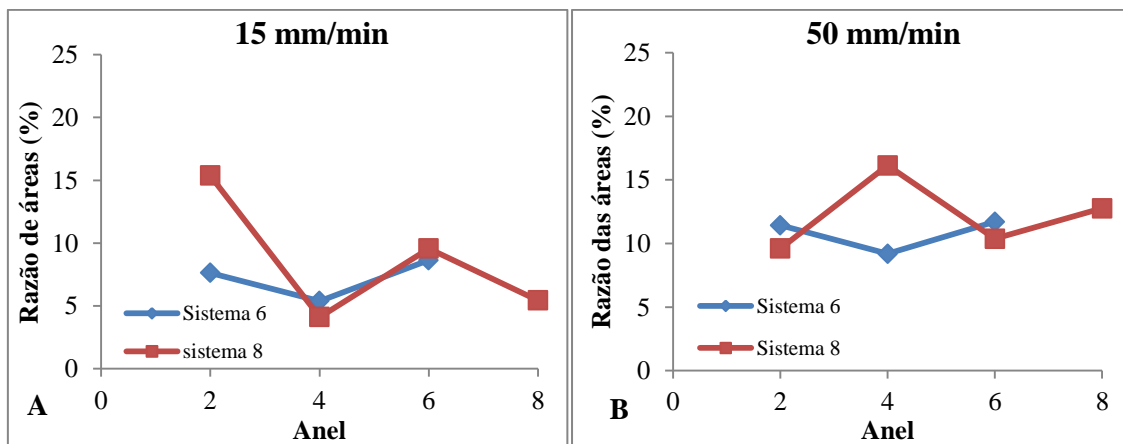 15 mm/min
25
20
15
10
5
0
Razão de áreas (%)
Sistema 6
sistema 8
0
2
4
6
8
Anel
A
50 mm/min
25
20
15
10
5
0
Razão das áreas (%)
Sistema 6
Sistema 8
0
2
4
6
8
Anel
B